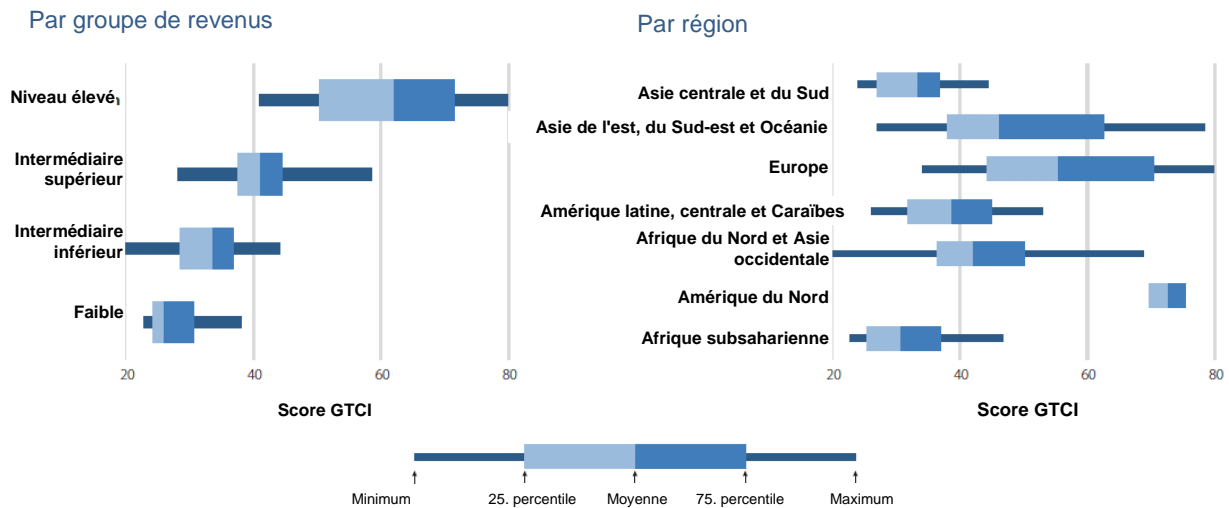 Par groupe de revenus
Niveau élevé,
Intermédiaire
supérieur
Intermédiaire
inférieur
Faible
20 40 60 80
Score GTCI
Par région
Asie centrale et du Sud
Asie de l'est, du Sud-est et Océanie
Europe
Amérique latine, centrale et Caraïbes
Afrique du Nord et Asie
occidentale
Amérique du Nord
Afrique subsaharienne
20 40 60 80
Score GTCI
Minimum 25. percentile Moyenne 75. percentile Maximum